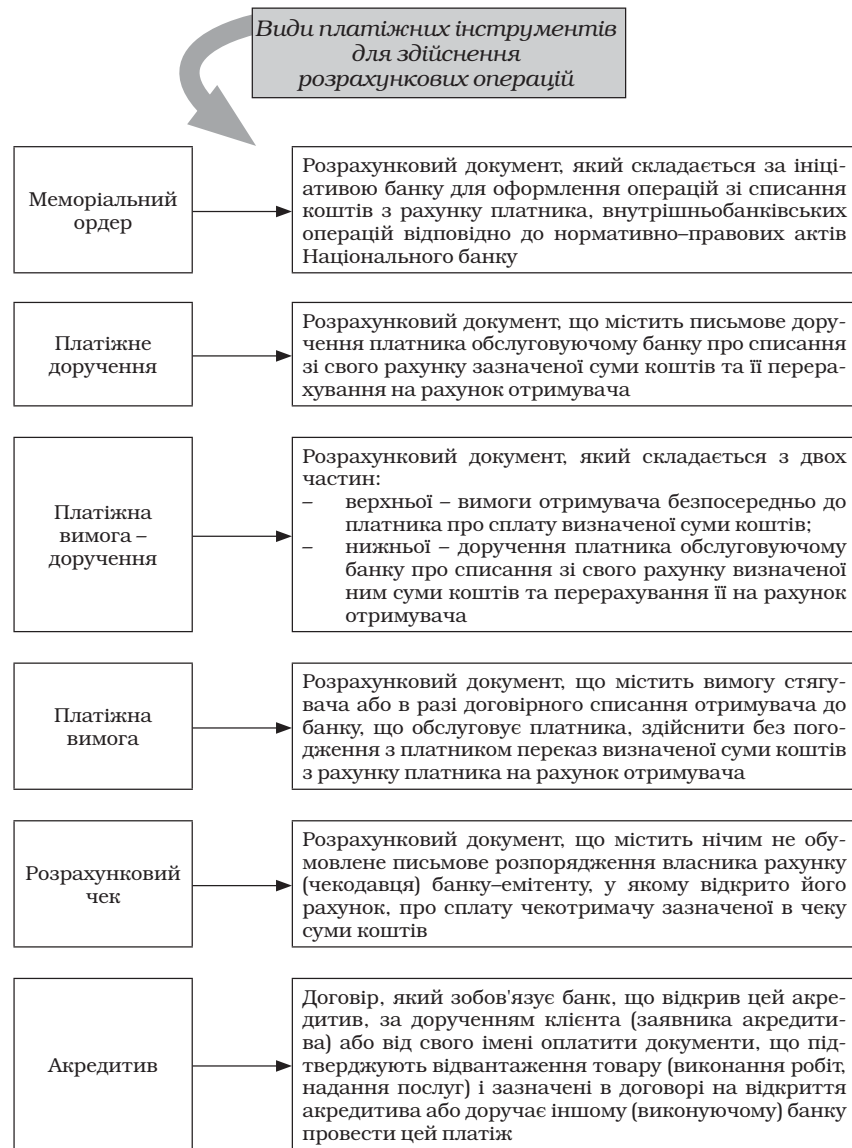 Види платіжних інструментів
для здійснення
розрахункових операцій
Меморіальний
ордер
Розрахунковий документ, який складається за ініці-
ативою банку для оформлення операцій зі списання
коштів з рахунку платника, внутрішньобанківських
операцій відповідно до нормативно–правових актів
Національного банку
Платіжне
доручення
Розрахунковий документ, що містить письмове дору-
чення платника обслуговуючому банку про списання
зі свого рахунку зазначеної суми коштів та її перера-
хування на рахунок отримувача
Платіжна
вимога –
доручення
Розрахунковий документ, який складається з двох
частин:
– верхньої – вимоги отримувача безпосередньо до
платника про сплату визначеної суми коштів;
– нижньої – доручення платника обслуговуючому
банку про списання зі свого рахунку визначеної
ним суми коштів та перерахування її на рахунок
отримувача
Платіжна
вимога
Розрахунковий документ, що містить вимогу стягу-
вача або в разі договірного списання отримувача до
банку, що обслуговує платника, здійснити без пого-
дження з платником переказ визначеної суми коштів
з рахунку платника на рахунок отримувача
Розрахунковий
чек
Розрахунковий документ, що містить нічим не обу-
мовлене письмове розпорядження власника рахунку
(чекодавця) банку–емітенту, у якому відкрито його
рахунок, про сплату чекотримачу зазначеної в чеку
суми коштів
Акредитив
Договір, який зобов'язує банк, що відкрив цей акре-
дитив, за дорученням клієнта (заявника акредити-
ва) або від свого імені оплатити документи, що під-
тверджують відвантаження товару (виконання робіт,
надання послуг) і зазначені в договорі на відкриття
акредитива або доручає іншому (виконуючому) банку
провести цей платіж